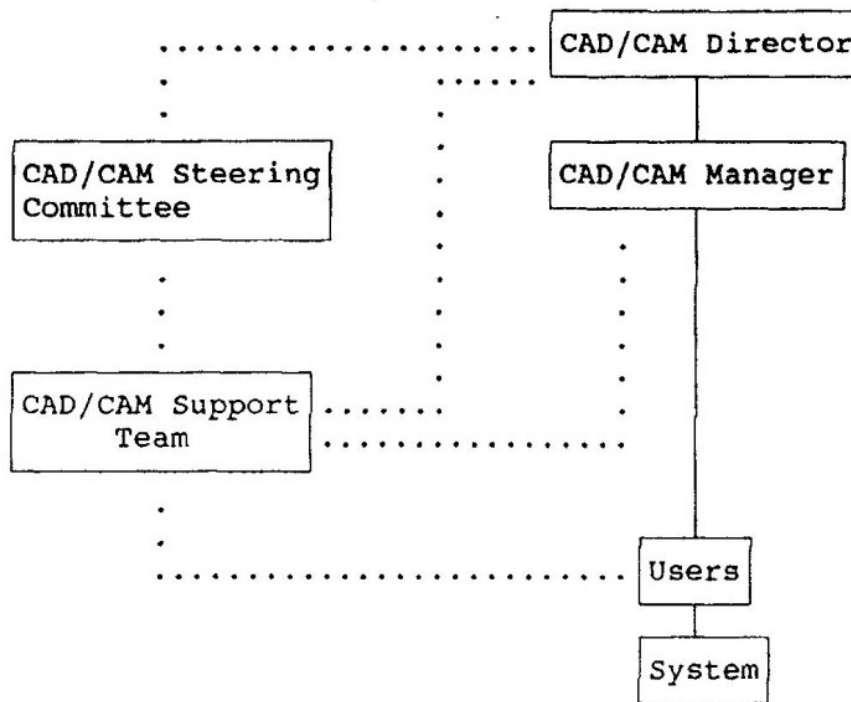 CAD/CAM Director
CAD/CAM Steering
Committee
CAD/CAM Manager
CAD/CAM Support
Team
Users
System